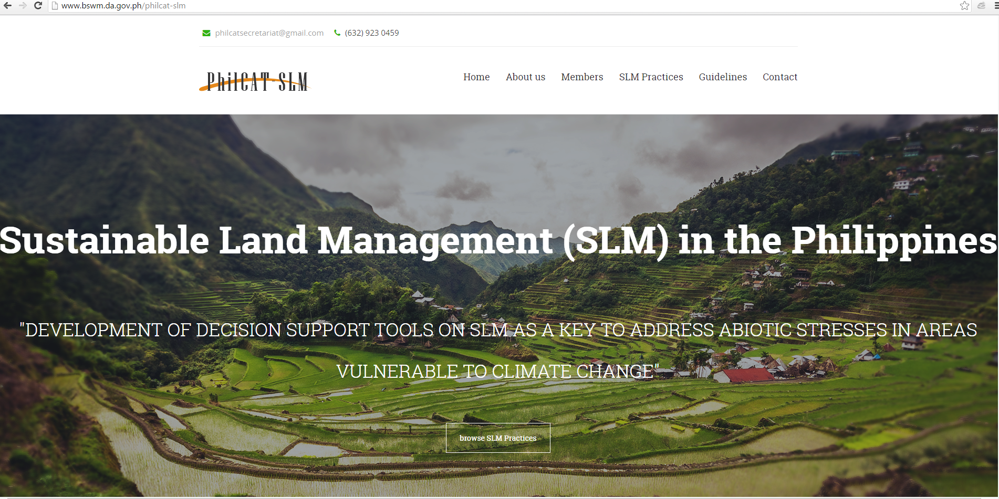 www.bswm.da.gov.ph/philcat-slm
philcatsecretariat@gmail.com (632) 923 0459
PhilCAT-SLM
Home About us Members SLM Practices Guidelines Contact
Sustainable Land Management (SLM) in the Philippines
"DEVELOPMENT OF DECISION SUPPORT TOOLS ON SLM AS A KEY TO ADDRESS ABIOTIC STRESSES IN AREAS
VULNERABLE TO CLIMATE CHANGE"
browse SLM Practices